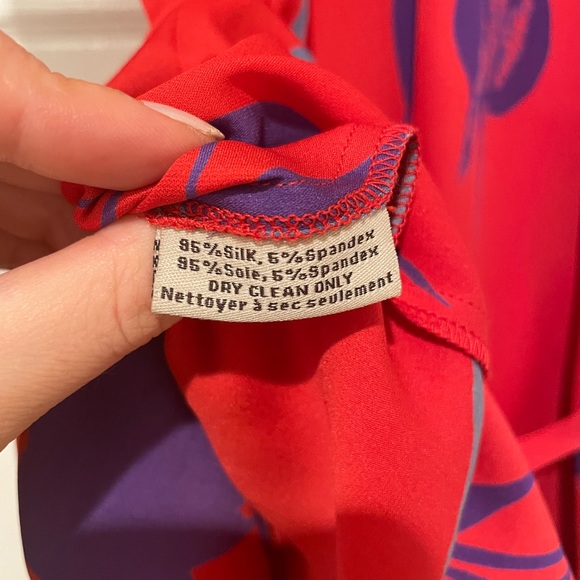 95%Silk, 5%Spandex
95%Soie, 5%Spandex
DRY CLEAN ONLY
Nettoyer à sec seulement